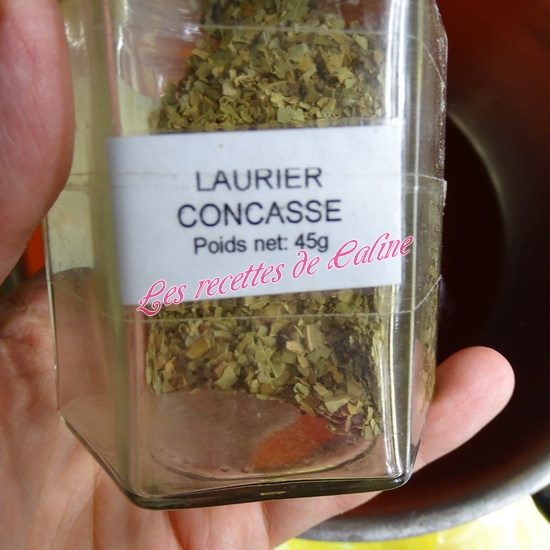 LAURIER
CONCASSE
Poids net: 45g
Les recettes de Caline